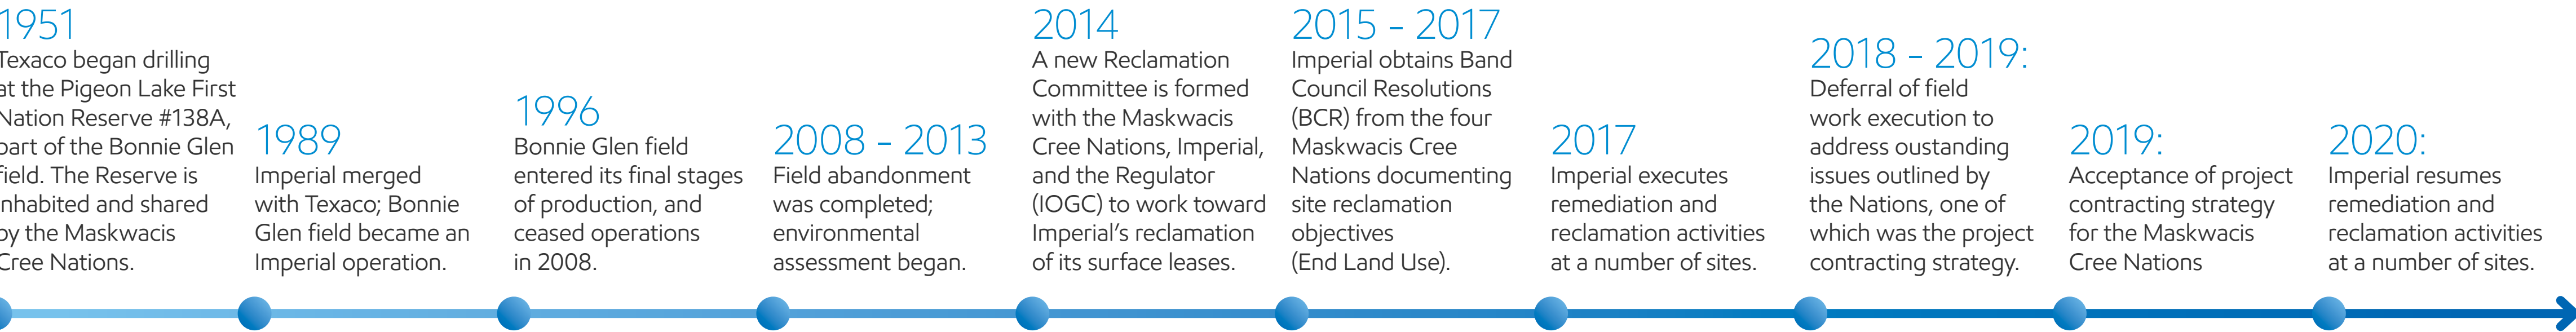 1951
Texaco began drilling
at the Pigeon Lake First
Nation Reserve #138A,
part of the Bonnie Glen
field. The Reserve is
inhabited and shared
by the Maskwacis
Cree Nations.
1989
Imperial merged
with Texaco; Bonnie
Glen field became an
Imperial operation.
1996
Bonnie Glen field
entered its final stages
of production, and
ceased operations
in 2008.
2008 - 2013
Field abandonment
was completed;
environmental
assessment began.
2014
A new Reclamation
Committee is formed
with the Maskwacis
Cree Nations, Imperial,
and the Regulator
(IOGC) to work toward
Imperial’s reclamation
of its surface leases.
2015 - 2017
Imperial obtains Band
Council Resolutions
(BCR) from the four
Maskwacis Cree
Nations documenting
site reclamation
objectives
(End Land Use).
2017
Imperial executes
remediation and
reclamation activities
at a number of sites.
2018 - 2019:
Deferral of field
work execution to
address oustanding
issues outlined by
the Nations, one of
which was the project
contracting strategy.
2019:
Acceptance of project
contracting strategy
for the Maskwacis
Cree Nations
2020:
Imperial resumes
remediation and
reclamation activities
at a number of sites.